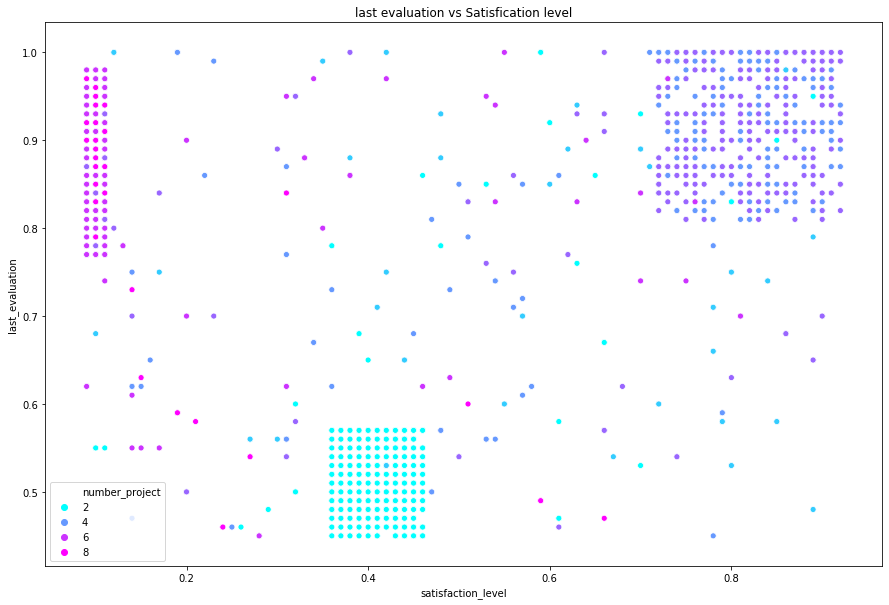 last evaluation vs Satisfication level
last_evaluation
1.0
0.9
0.8
0.7
0.6
0.5
number_project
2
4
6
8
0.2 0.4 0.6 0.8
satisfaction_level